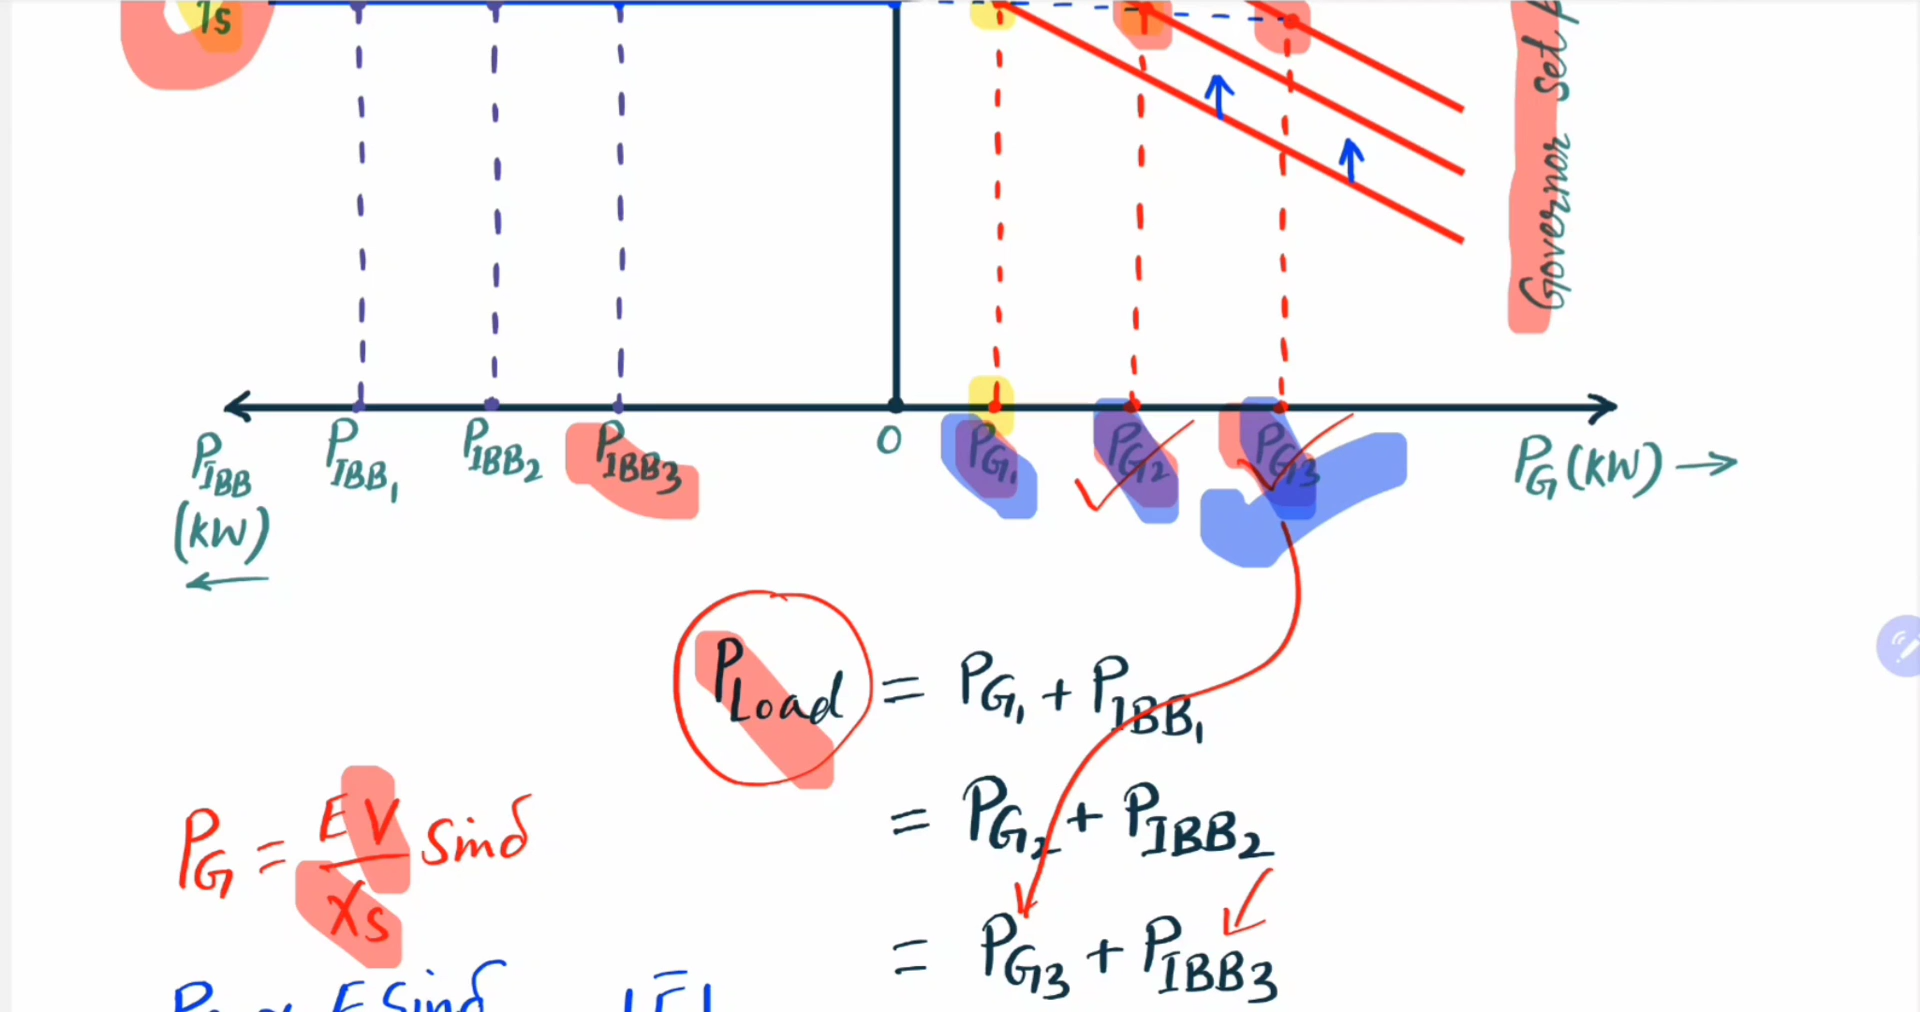 fs
Governor set
P_IBB (kW) ←
P_IBB1
P_IBB2
P_IBB3
0
P_G1
P_G2
P_G3
P_G (kW) →
P_Load = P_G1 + P_IBB1
= P_G2 + P_IBB2
= P_G3 + P_IBB3
P_G = EV/Xs Sinδ
E Sinδ
|E|